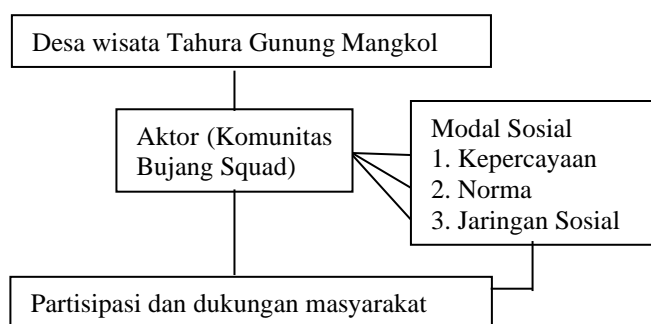 Desa wisata Tahura Gunung Mangkol
Aktor (Komunitas
Bujang Squad)
Modal Sosial
1. Kepercayaan
2. Norma
3. Jaringan Sosial
Partisipasi dan dukungan masyarakat